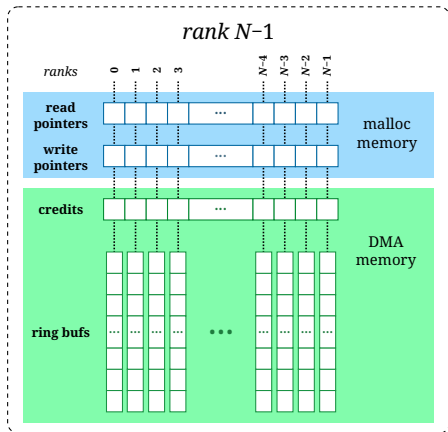 rank N−1
ranks 0 1 2 3 N−4 N−3 N−2 N−1
read
pointers
...
malloc
memory
write
pointers
...
credits
...
DMA
memory
ring bufs ... ... ... ... ... ... ... ... ...